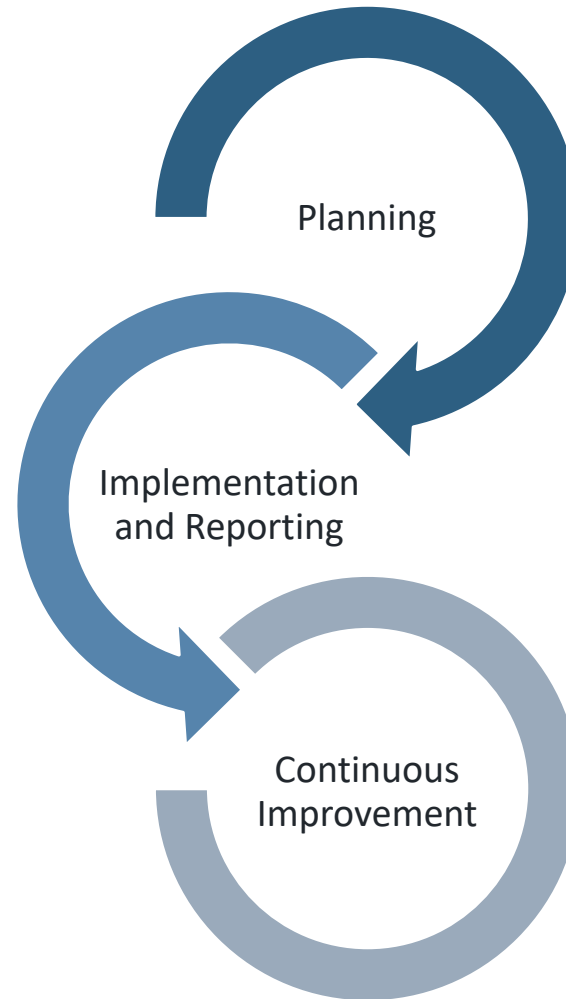 Planning
Implementation
and Reporting
Continuous
Improvement